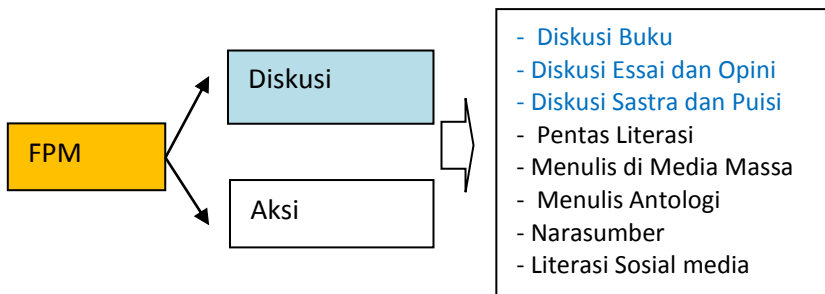 FPM
Diskusi
Aksi
- Diskusi Buku
- Diskusi Essai dan Opini
- Diskusi Sastra dan Puisi
- Pentas Literasi
- Menulis di Media Massa
- Menulis Antologi
- Narasumber
- Literasi Sosial media